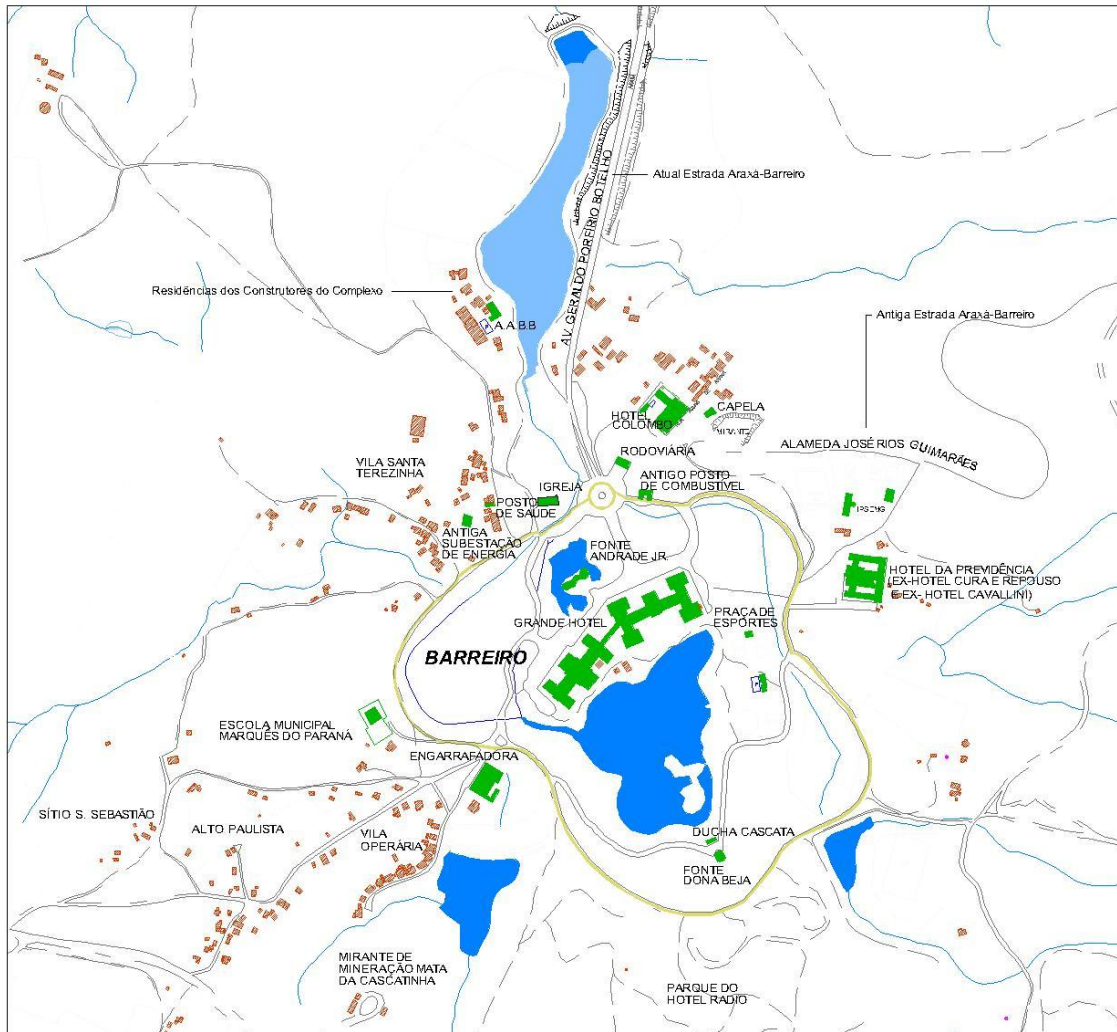 AV. GERALDO PORFÍRIO BOTELHO
Atual Estrada Araxá-Barreiro
Residências dos Construtores do Complexo
A.A.B.B
Antiga Estrada Araxá-Barreiro
HOTEL
COLOMBO
CAPELA
MIRANTE
ALAMEDA JOSÉ RIOS GUIMARÃES
RODOVIÁRIA
VILA SANTA
TEREZINHA
IGREJA
ANTIGO POSTO
DE COMBUSTÍVEL
POSTO
DE SAÚDE
IPSEMG
ANTIGA
SUBESTAÇÃO
DE ENERGIA
FONTE
ANDRADE JR.
HOTEL DA PREVIDÊNCIA
(EX-HOTEL CURA E REPOUSO
E EX- HOTEL CAVALLINI)
GRANDE HOTEL
PRAÇA DE
ESPORTES
BARREIRO
ESCOLA MUNICIPAL
MARQUÊS DO PARANÁ
ENGARRAFADORA
SÍTIO S. SEBASTIÃO
ALTO PAULISTA
VILA
OPERÁRIA
DUCHA CASCATA
FONTE
DONA BEJA
MIRANTE DE
MINERAÇÃO MATA
DA CASCATINHA
PARQUE DO
HOTEL RADIO